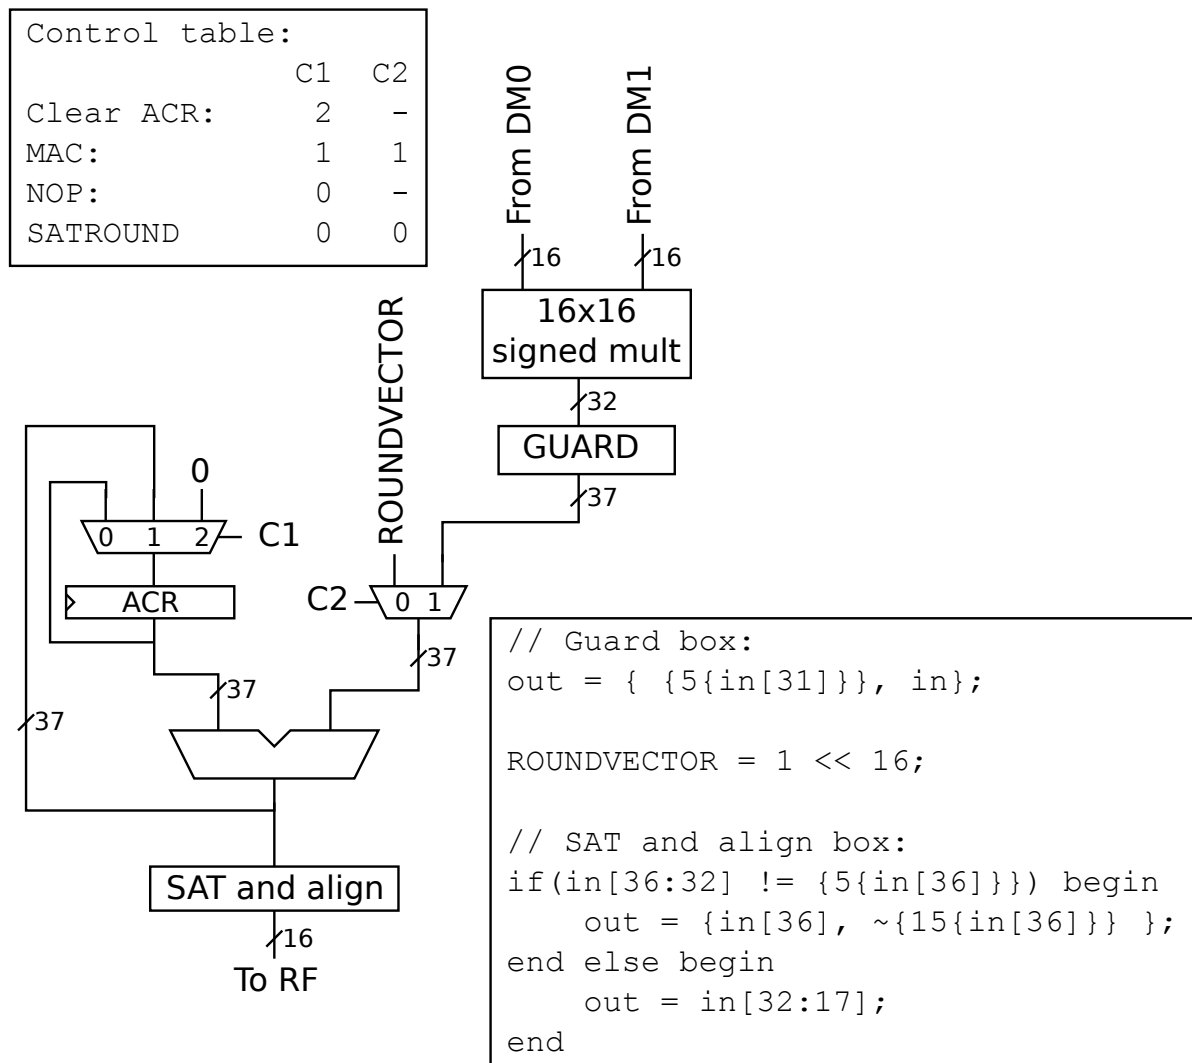 Control table:
C1 C2
Clear ACR: 2 -
MAC: 1 1
NOP: 0 -
SATROUND 0 0
From DM0
From DM1
16
16
16x16
signed mult
32
GUARD
37
ROUNDVECTOR
0
0 1 2
C1
ACR
C2
0 1
37
37
37
SAT and align
16
To RF
// Guard box:
out = { {5{in[31]}}, in};
ROUNDVECTOR = 1 << 16;
// SAT and align box:
if(in[36:32] != {5{in[36]}}) begin
out = {in[36], ~{15{in[36]}} };
end else begin
out = in[32:17];
end